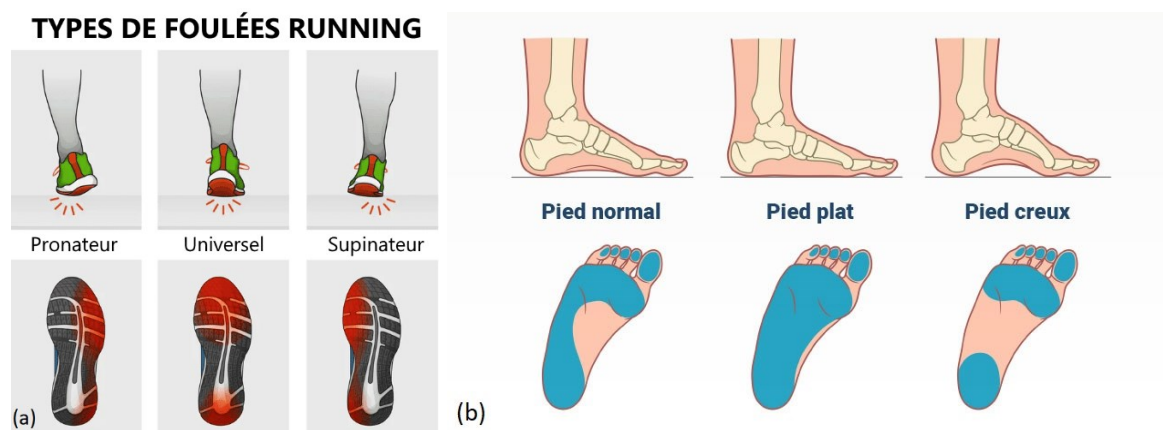 TYPES DE FOULÉES RUNNING
Pronateur
Universel
Supinateur
(a)
Pied normal
Pied plat
Pied creux
(b)